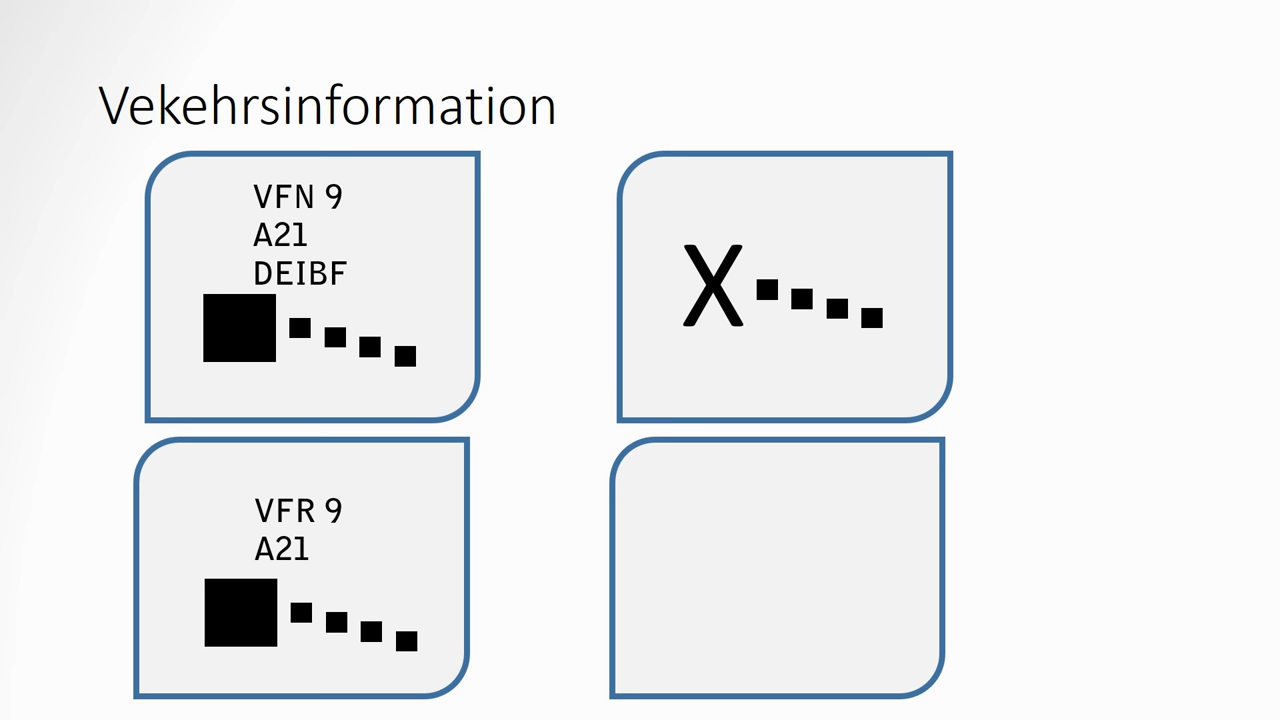 Vekehrsinformation
VFN 9
A21
DEIBF
X
VFR 9
A21